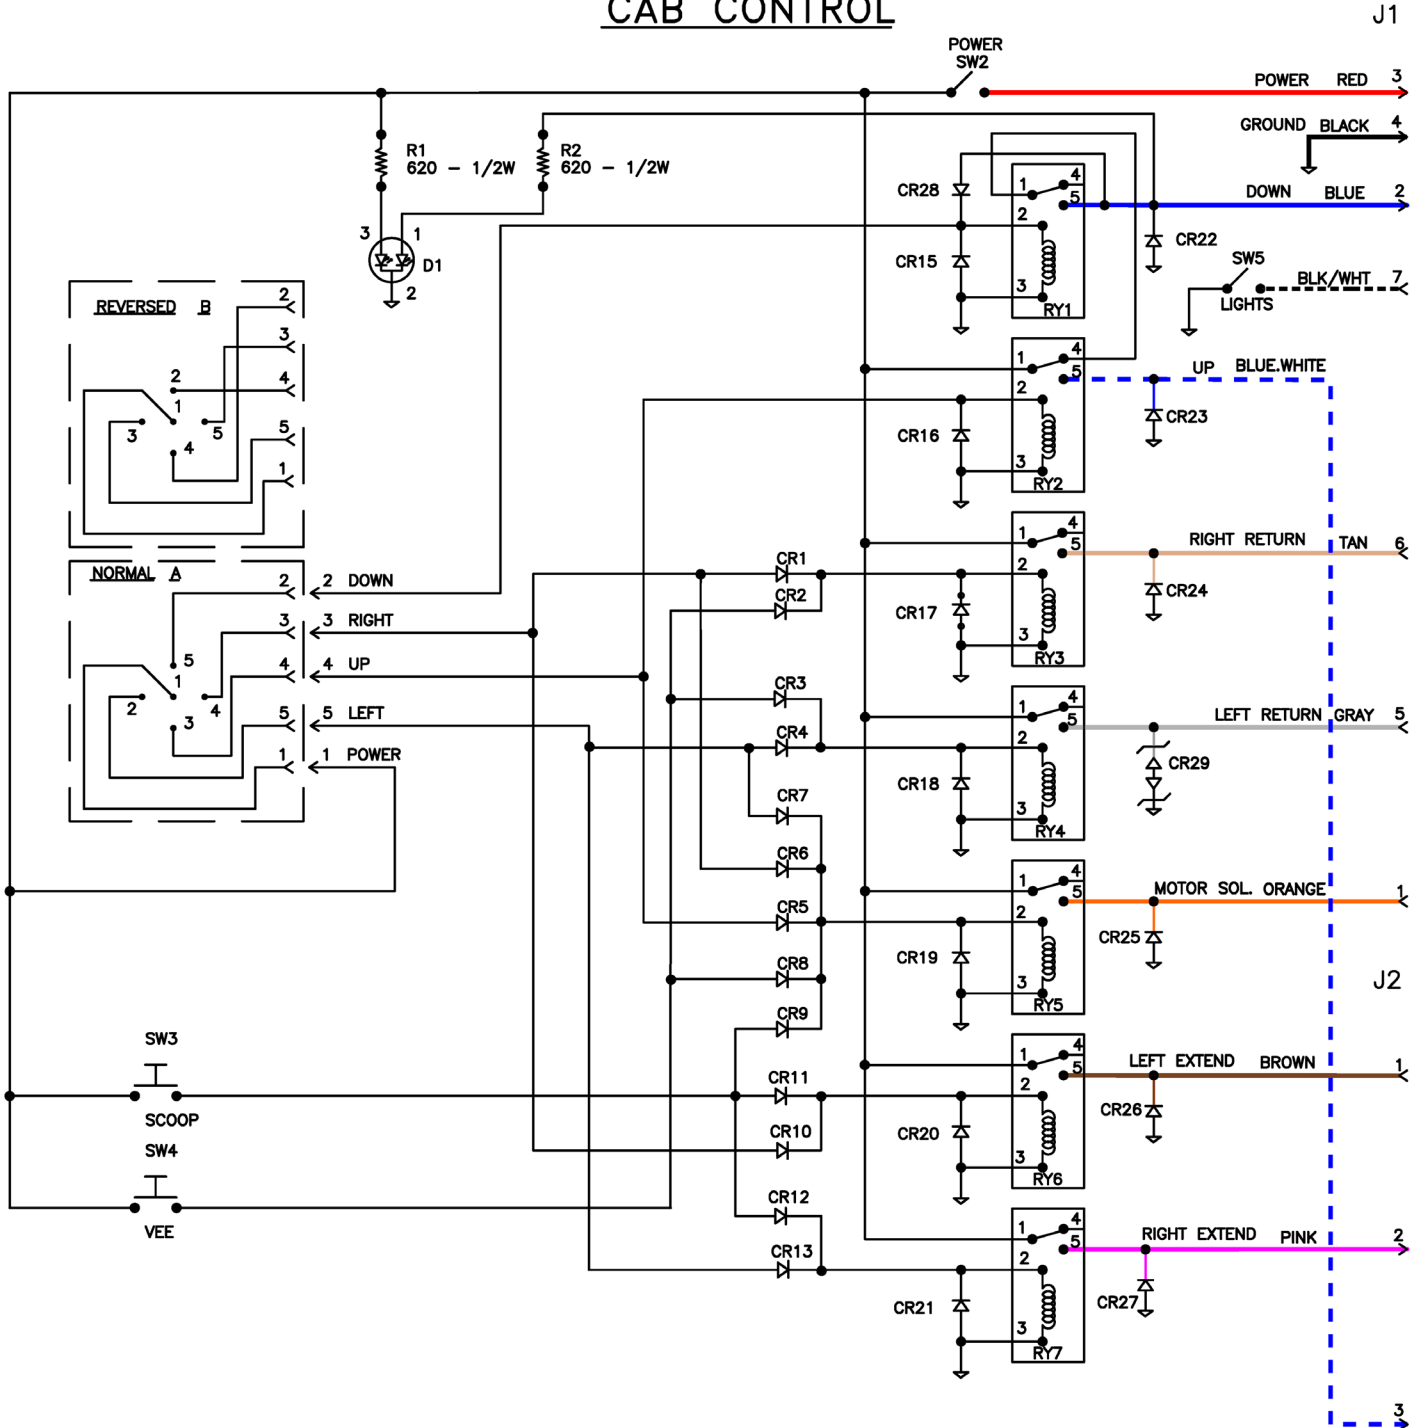 CAB CONTROL
J1
POWER
SW2
POWER RED 3
GROUND BLACK 4
R1
620 - 1/2W
R2
620 - 1/2W
CR28
1
4
5
2
3
RY1
DOWN BLUE 2
CR15
CR22
3
1
D1
2
SW5
LIGHTS
BLK/WHT 7
REVERSED B
2
3
4
5
1
2
1
3
5
4
1
4
5
2
3
RY2
UP BLUE.WHITE
CR16
CR23
1
4
5
2
3
RY3
RIGHT RETURN TAN 6
CR1
CR2
CR17
CR24
NORMAL A
2 2 DOWN
3 3 RIGHT
4 4 UP
5 5 LEFT
1 1 POWER
5
1
2
4
3
CR3
CR4
1
4
5
2
3
RY4
LEFT RETURN GRAY 5
CR18
CR29
CR7
CR6
CR5
CR8
CR9
1
4
5
2
3
RY5
MOTOR SOL. ORANGE 1
CR19
CR25
J2
SW3
SCOOP
SW4
VEE
CR11
CR10
1
4
5
2
3
RY6
LEFT EXTEND BROWN 1
CR20
CR26
CR12
CR13
1
4
5
2
3
RY7
RIGHT EXTEND PINK 2
CR21
CR27
3